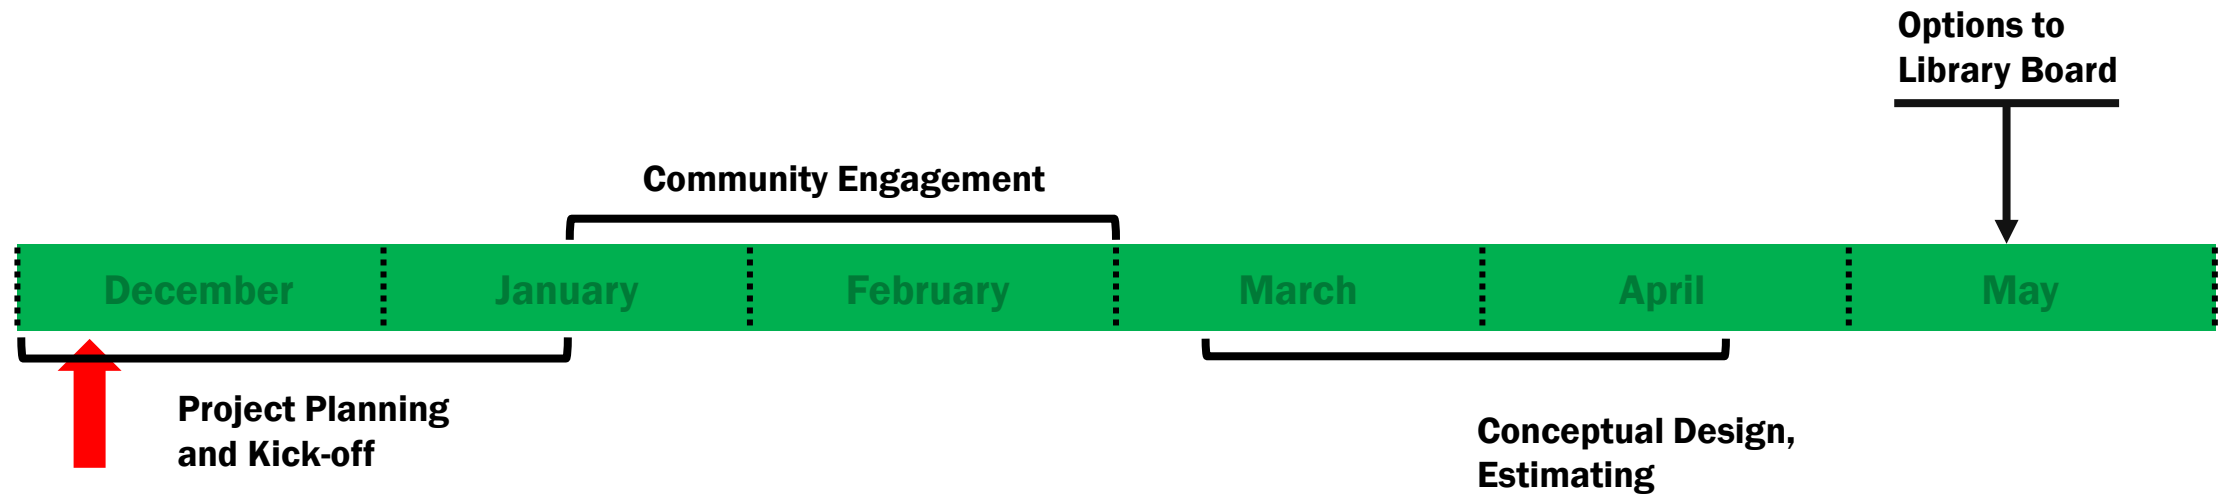 Options to
Library Board
Community Engagement
December
January
February
March
April
May
Project Planning
and Kick-off
Conceptual Design,
Estimating